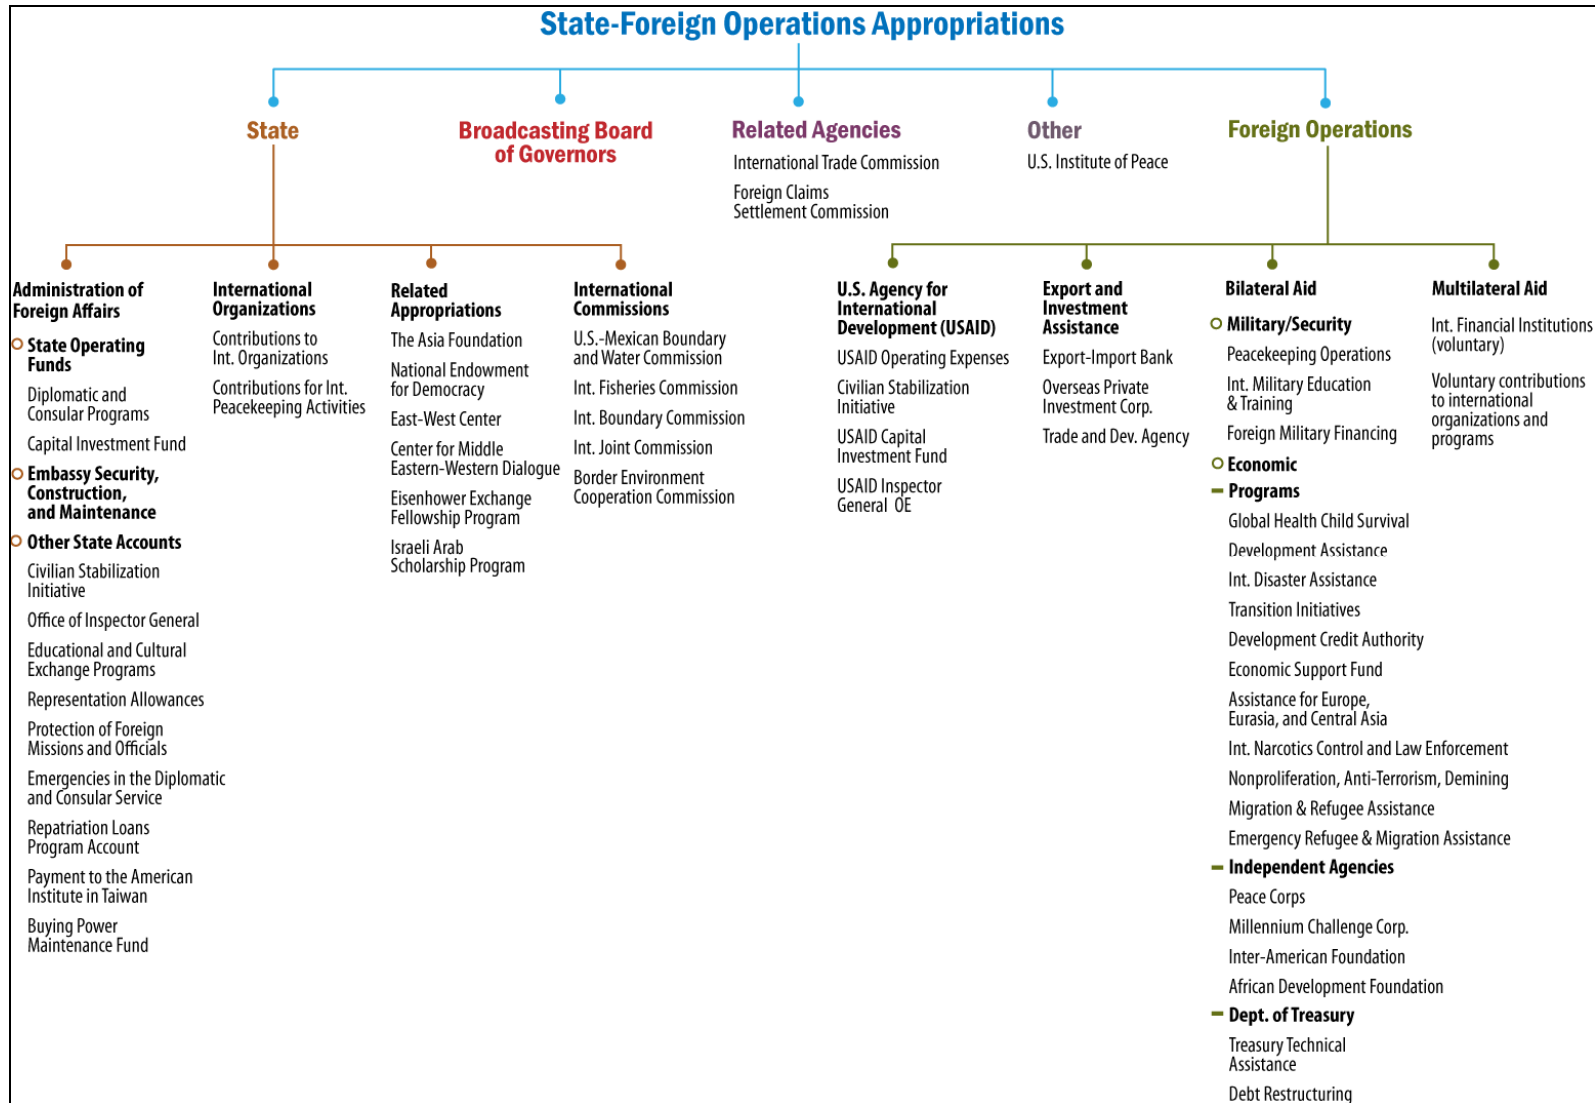 State-Foreign Operations Appropriations
State
Broadcasting Board
of Governors
Related Agencies
International Trade Commission
Foreign Claims
Settlement Commission
Other
U.S. Institute of Peace
Foreign Operations
Administration of
Foreign Affairs
State Operating
Funds
Diplomatic and
Consular Programs
Capital Investment Fund
Embassy Security,
Construction,
and Maintenance
Other State Accounts
Civilian Stabilization
Initiative
Office of Inspector General
Educational and Cultural
Exchange Programs
Representation Allowances
Protection of Foreign
Missions and Officials
Emergencies in the Diplomatic
and Consular Service
Repatriation Loans
Program Account
Payment to the American
Institute in Taiwan
Buying Power
Maintenance Fund
International
Organizations
Contributions to
Int. Organizations
Contributions for Int.
Peacekeeping Activities
Related
Appropriations
The Asia Foundation
National Endowment
for Democracy
East-West Center
Center for Middle
Eastern-Western Dialogue
Eisenhower Exchange
Fellowship Program
Israeli Arab
Scholarship Program
International
Commissions
U.S.-Mexican Boundary
and Water Commission
Int. Fisheries Commission
Int. Boundary Commission
Int. Joint Commission
Border Environment
Cooperation Commission
U.S. Agency for
International
Development (USAID)
USAID Operating Expenses
Civilian Stabilization
Initiative
USAID Capital
Investment Fund
USAID Inspector
General OE
Export and
Investment
Assistance
Export-Import Bank
Overseas Private
Investment Corp.
Trade and Dev. Agency
Bilateral Aid
Military/Security
Peacekeeping Operations
Int. Military Education
& Training
Foreign Military Financing
Economic
Programs
Global Health Child Survival
Development Assistance
Int. Disaster Assistance
Transition Initiatives
Development Credit Authority
Economic Support Fund
Assistance for Europe,
Eurasia, and Central Asia
Int. Narcotics Control and Law Enforcement
Nonproliferation, Anti-Terrorism, Demining
Migration & Refugee Assistance
Emergency Refugee & Migration Assistance
Independent Agencies
Peace Corps
Millennium Challenge Corp.
Inter-American Foundation
African Development Foundation
Dept. of Treasury
Treasury Technical
Assistance
Debt Restructuring
Multilateral Aid
Int. Financial Institutions
(voluntary)
Voluntary contributions
to international
organizations and
programs